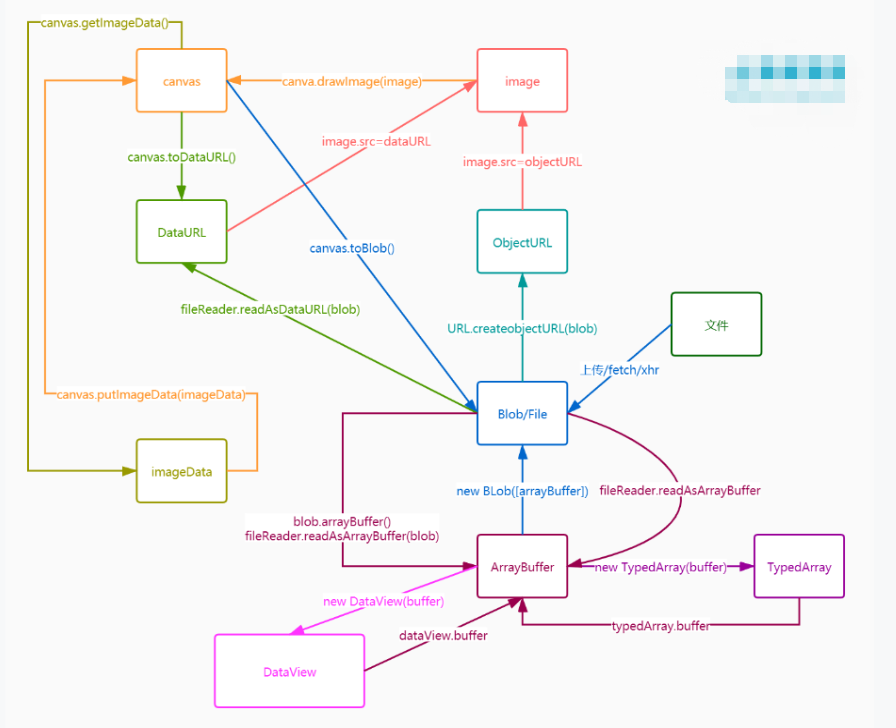 canvas.getImageData()
canvas
canva.drawImage(image)
image
image.src=dataURL
canvas.toDataURL()
image.src=objectURL
DataURL
ObjectURL
canvas.toBlob()
fileReader.readAsDataURL(blob)
URL.createobjectURL(blob)
文件
上传/fetch/xhr
canvas.putImageData(imageData)
Blob/File
imageData
new BLob([arrayBuffer])
fileReader.readAsArrayBuffer
blob.arrayBuffer()
fileReader.readAsArrayBuffer(blob)
ArrayBuffer
new TypedArray(buffer)
TypedArray
new DataView(buffer)
typedArray.buffer
dataView.buffer
DataView